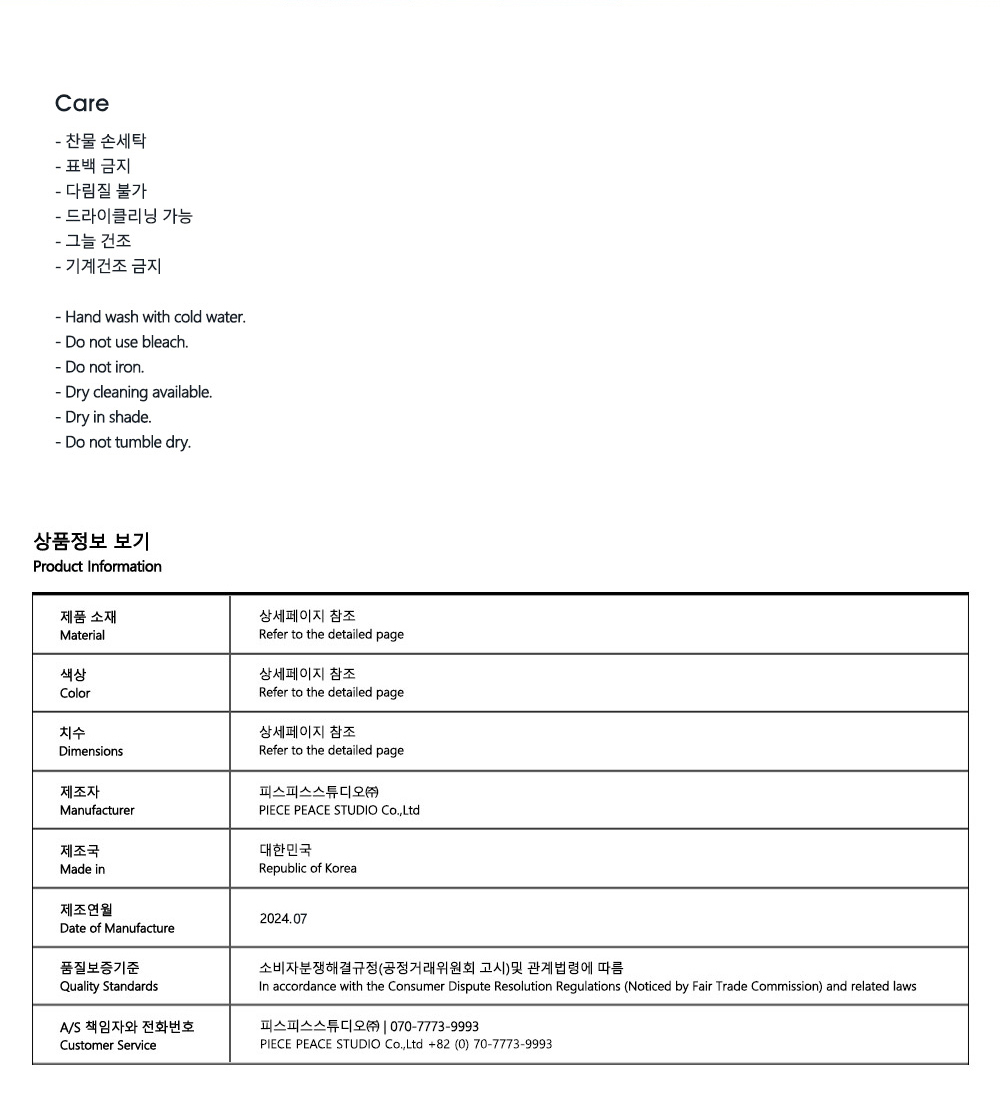 Care
- 찬물 손세탁
- 표백 금지
- 다림질 불가
- 드라이클리닝 가능
- 그늘 건조
- 기계건조 금지
- Hand wash with cold water.
- Do not use bleach.
- Do not iron.
- Dry cleaning available.
- Dry in shade.
- Do not tumble dry.
상품정보 보기
Product Information
제품 소재
Material
상세페이지 참조
Refer to the detailed page
색상
Color
상세페이지 참조
Refer to the detailed page
치수
Dimensions
상세페이지 참조
Refer to the detailed page
제조자
Manufacturer
피스피스스튜디오㈜
PIECE PEACE STUDIO Co.,Ltd
제조국
Made in
대한민국
Republic of Korea
제조연월
Date of Manufacture
2024.07
품질보증기준
Quality Standards
소비자분쟁해결규정(공정거래위원회 고시)및 관계법령에 따름
In accordance with the Consumer Dispute Resolution Regulations (Noticed by Fair Trade Commission) and related laws
A/S 책임자와 전화번호
Customer Service
피스피스스튜디오㈜ | 070-7773-9993
PIECE PEACE STUDIO Co.,Ltd +82 (0) 70-7773-9993